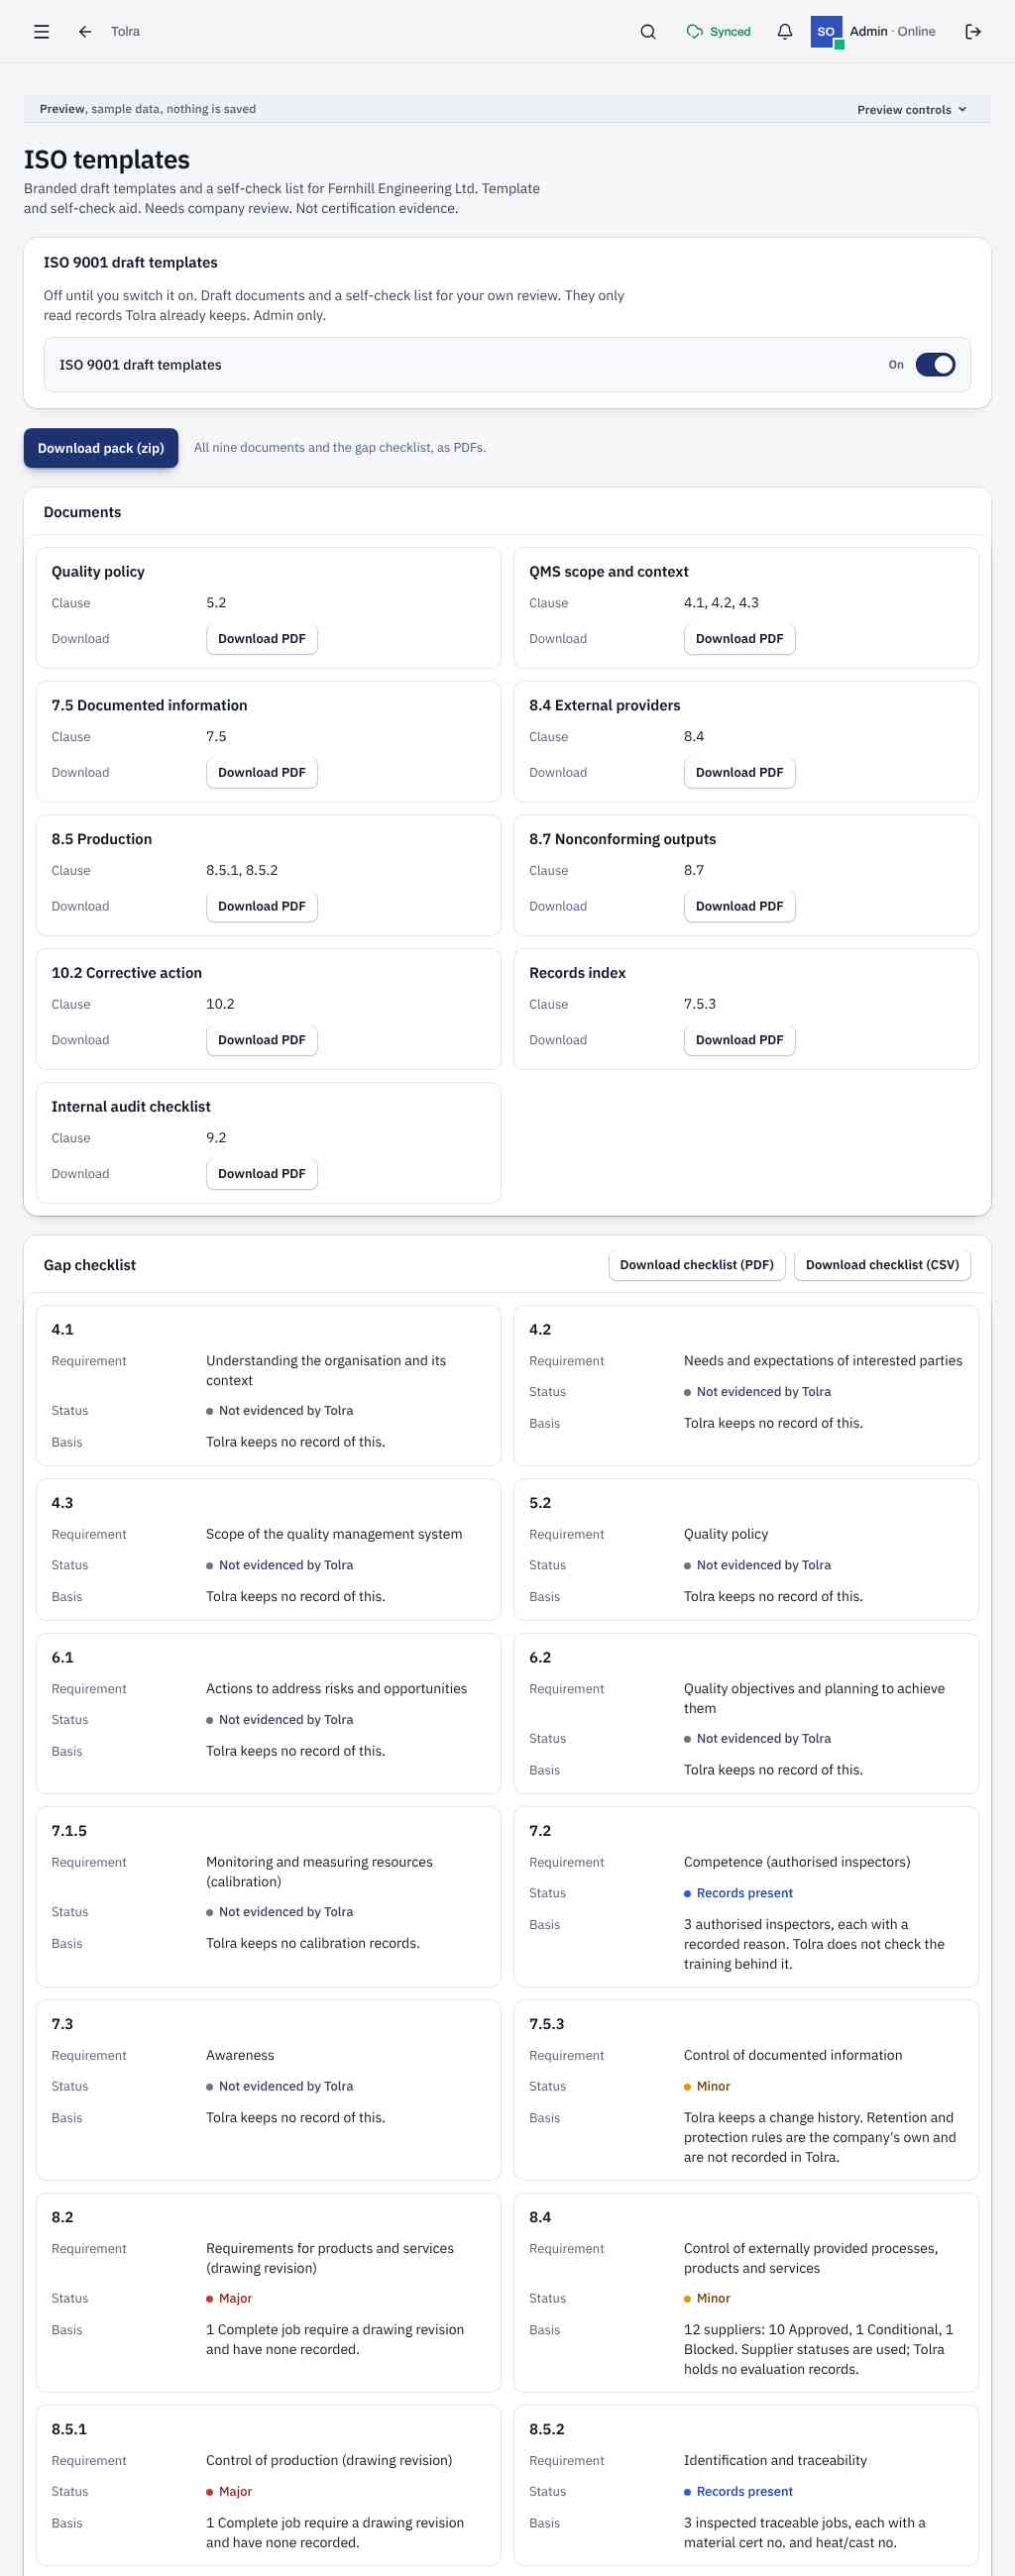 Tolra
Synced
SO
Admin · Online
Preview, sample data, nothing is saved
Preview controls
ISO templates
Branded draft templates and a self-check list for Fernhill Engineering Ltd. Template
and self-check aid. Needs company review. Not certification evidence.
ISO 9001 draft templates
Off until you switch it on. Draft documents and a self-check list for your own review. They only
read records Tolra already keeps. Admin only.
ISO 9001 draft templates
On
Download pack (zip)
All nine documents and the gap checklist, as PDFs.
Documents
Quality policy
Clause
5.2
Download
Download PDF
QMS scope and context
Clause
4.1, 4.2, 4.3
Download
Download PDF
7.5 Documented information
Clause
7.5
Download
Download PDF
8.4 External providers
Clause
8.4
Download
Download PDF
8.5 Production
Clause
8.5.1, 8.5.2
Download
Download PDF
8.7 Nonconforming outputs
Clause
8.7
Download
Download PDF
10.2 Corrective action
Clause
10.2
Download
Download PDF
Records index
Clause
7.5.3
Download
Download PDF
Internal audit checklist
Clause
9.2
Download
Download PDF
Gap checklist
Download checklist (PDF)
Download checklist (CSV)
4.1
Requirement
Understanding the organisation and its
context
Status
Not evidenced by Tolra
Basis
Tolra keeps no record of this.
4.2
Requirement
Needs and expectations of interested parties
Status
Not evidenced by Tolra
Basis
Tolra keeps no record of this.
4.3
Requirement
Scope of the quality management system
Status
Not evidenced by Tolra
Basis
Tolra keeps no record of this.
5.2
Requirement
Quality policy
Status
Not evidenced by Tolra
Basis
Tolra keeps no record of this.
6.1
Requirement
Actions to address risks and opportunities
Status
Not evidenced by Tolra
Basis
Tolra keeps no record of this.
6.2
Requirement
Quality objectives and planning to achieve
them
Status
Not evidenced by Tolra
Basis
Tolra keeps no record of this.
7.1.5
Requirement
Monitoring and measuring resources
(calibration)
Status
Not evidenced by Tolra
Basis
Tolra keeps no calibration records.
7.2
Requirement
Competence (authorised inspectors)
Status
Records present
Basis
3 authorised inspectors, each with a
recorded reason. Tolra does not check the
training behind it.
7.3
Requirement
Awareness
Status
Not evidenced by Tolra
Basis
Tolra keeps no record of this.
7.5.3
Requirement
Control of documented information
Status
Minor
Basis
Tolra keeps a change history. Retention and
protection rules are the company's own and
are not recorded in Tolra.
8.2
Requirement
Requirements for products and services
(drawing revision)
Status
Major
Basis
1 Complete job require a drawing revision
and have none recorded.
8.4
Requirement
Control of externally provided processes,
products and services
Status
Minor
Basis
12 suppliers: 10 Approved, 1 Conditional, 1
Blocked. Supplier statuses are used; Tolra
holds no evaluation records.
8.5.1
Requirement
Control of production (drawing revision)
Status
Major
Basis
1 Complete job require a drawing revision
and have none recorded.
8.5.2
Requirement
Identification and traceability
Status
Records present
Basis
3 inspected traceable jobs, each with a
material cert no. and heat/cast no.